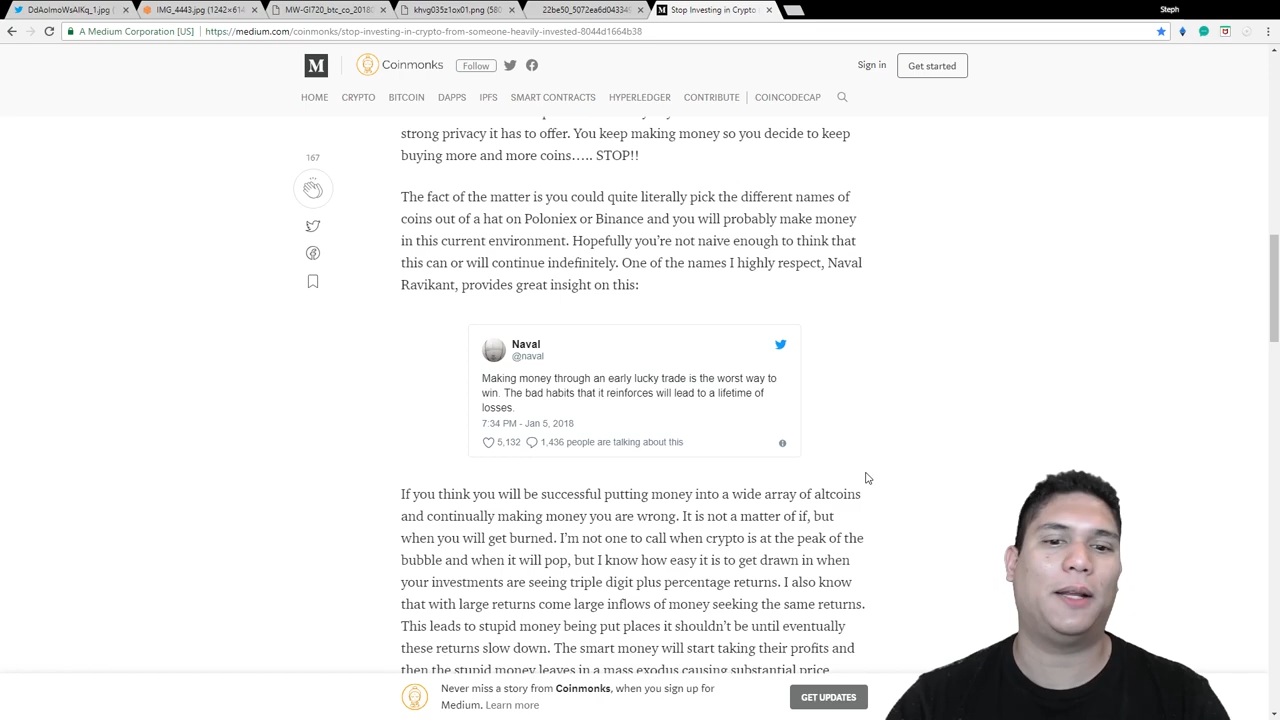 DdAolmoWsAIKq_1.jpg (
IMG_4443.jpg (1242×614
MW-GI720_btc_co_20180
khvg035z1ox01.png (580
22be50_5072ea6d04334
Stop Investing in Crypto
Steph
A Medium Corporation [US]
https://medium.com/coinmonks/stop-investing-in-crypto-from-someone-heavily-invested-8044d1664b38
M
Coinmonks
Follow
Sign in
Get started
HOME
CRYPTO
BITCOIN
DAPPS
IPFS
SMART CONTRACTS
HYPERLEDGER
CONTRIBUTE
COINCODECAP
strong privacy it has to offer. You keep making money so you decide to keep
buying more and more coins….. STOP!!
167
The fact of the matter is you could quite literally pick the different names of
coins out of a hat on Poloniex or Binance and you will probably make money
in this current environment. Hopefully you’re not naive enough to think that
this can or will continue indefinitely. One of the names I highly respect, Naval
Ravikant, provides great insight on this:
Naval
@naval
Making money through an early lucky trade is the worst way to
win. The bad habits that it reinforces will lead to a lifetime of
losses.
7:34 PM - Jan 5, 2018
5,132
1,436 people are talking about this
If you think you will be successful putting money into a wide array of altcoins
and continually making money you are wrong. It is not a matter of if, but
when you will get burned. I’m not one to call when crypto is at the peak of the
bubble and when it will pop, but I know how easy it is to get drawn in when
your investments are seeing triple digit plus percentage returns. I also know
that with large returns come large inflows of money seeking the same returns.
This leads to stupid money being put places it shouldn’t be until eventually
these returns slow down. The smart money will start taking their profits and
then the stupid money leaves in a mass exodus causing substantial price
Never miss a story from Coinmonks, when you sign up for
Medium. Learn more
GET UPDATES